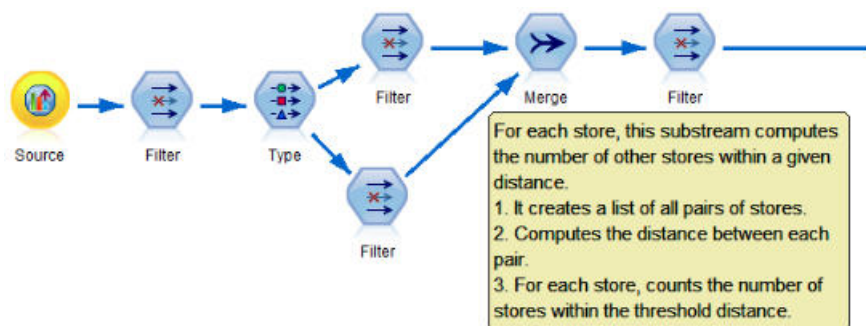 Filter
Merge
Filter
Source
Filter
Type
Filter
For each store, this substream computes
the number of other stores within a given
distance.
1. It creates a list of all pairs of stores.
2. Computes the distance between each
pair.
3. For each store, counts the number of
stores within the threshold distance.